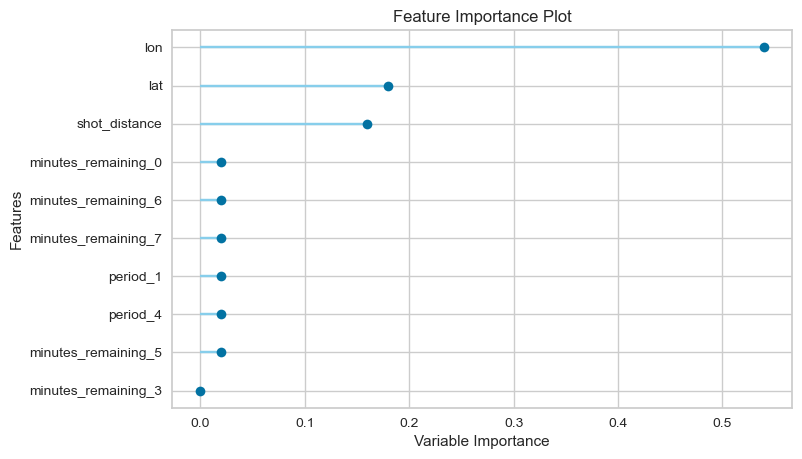 Feature Importance Plot
Features
lon
lat
shot_distance
minutes_remaining_0
minutes_remaining_6
minutes_remaining_7
period_1
period_4
minutes_remaining_5
minutes_remaining_3
0.0 0.1 0.2 0.3 0.4 0.5
Variable Importance